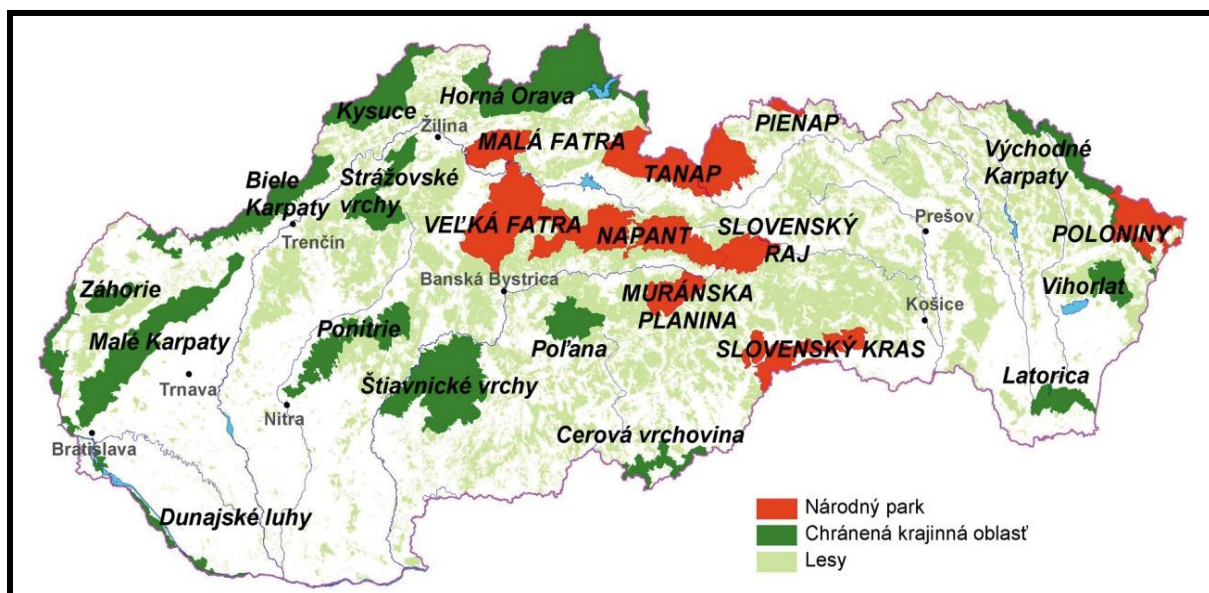 Kysuce
Horná Orava
Žilina
MALÁ FATRA
PIENAP
TANAP
Východné
Karpaty
Biele
Karpaty
Strážovské
vrchy
Trenčín
VEĽKÁ FATRA
NAPANT
SLOVENSKÝ
RAJ
Prešov
POLONINY
Banská Bystrica
Záhorie
MURÁNSKA
PLANINA
Vihorlat
Košice
Malé Karpaty
Ponitrie
Poľana
SLOVENSKÝ KRAS
Trnava
Štiavnické vrchy
Latorica
Nitra
Bratislava
Cerová vrchovina
Dunajské luhy
Národný park
Chránená krajinná oblasť
Lesy